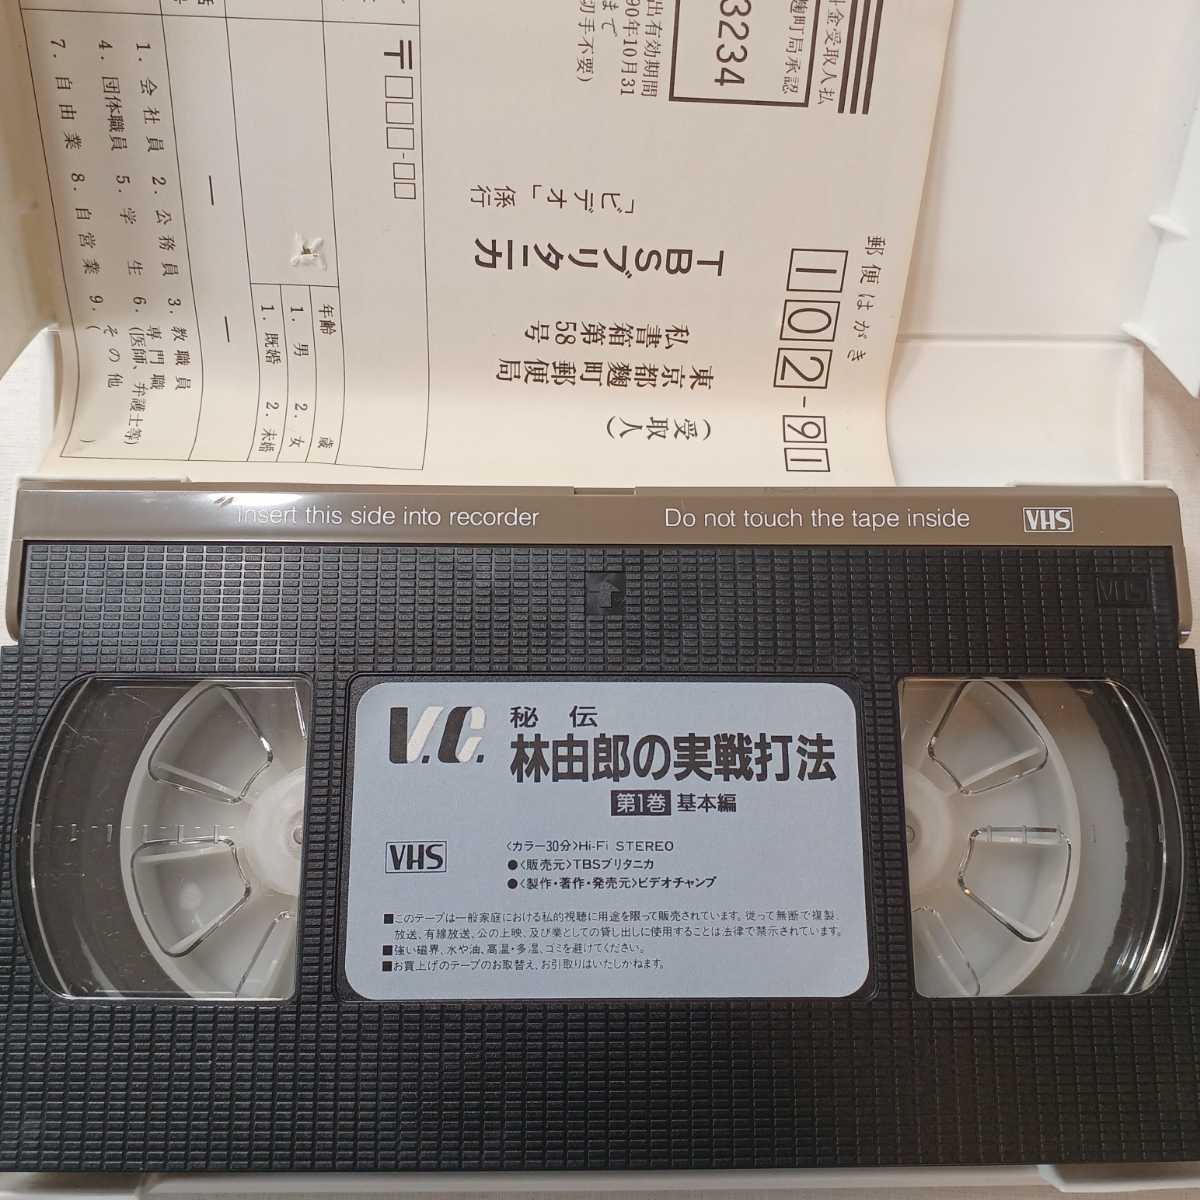 料金受取人払
麹町局承認
3234
出有効期間
90年10月31
まで
切手不要)
郵便はがき
102-91
(受取人)
東京都麹町郵便局
私書箱第58号
TBSブリタニカ
「ビデオ」係行
〒
年齢 歳
1.男 2.女
1.既婚 2.未婚
1.会社員 2.公務員 3.教職員
4.団体職員 5.学生 6.専門職(医師、弁護士等)
7.自由業 8.自営業 9.その他( )
Insert this side into recorder
Do not touch the tape inside
VHS
VHS
V.C.
秘伝
林由郎の実戦打法
第1巻 基本編
VHS
〈カラー30分〉Hi-Fi STEREO
●〈販売元〉TBSブリタニカ
●〈製作・著作・発売元〉ビデオチャンプ
■このテープは一般家庭における私的視聴に用途を限って販売されています。従って無断で複製、
放送、有線放送、公の上映、及び業としての貸し出しに使用することは法律で禁示されています。
■強い磁界、水や油、高温・多湿、ゴミを避けてください。
■お買上げのテープのお取替え、お引取りはいたしかねます。